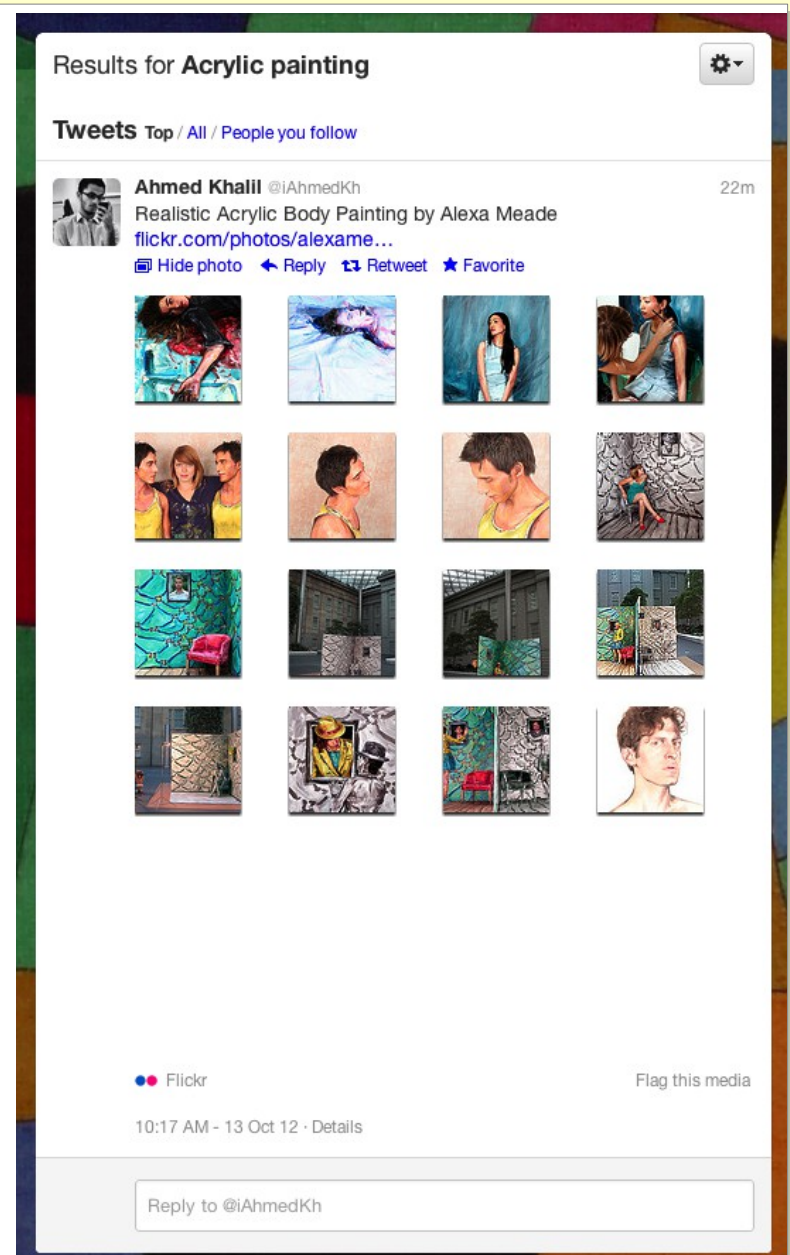 Results for Acrylic painting
Tweets Top / All / People you follow
Ahmed Khalil @iAhmedKh 22m
Realistic Acrylic Body Painting by Alexa Meade
flickr.com/photos/alexame…
Hide photo Reply Retweet Favorite
Flickr Flag this media
10:17 AM - 13 Oct 12 · Details
Reply to @iAhmedKh